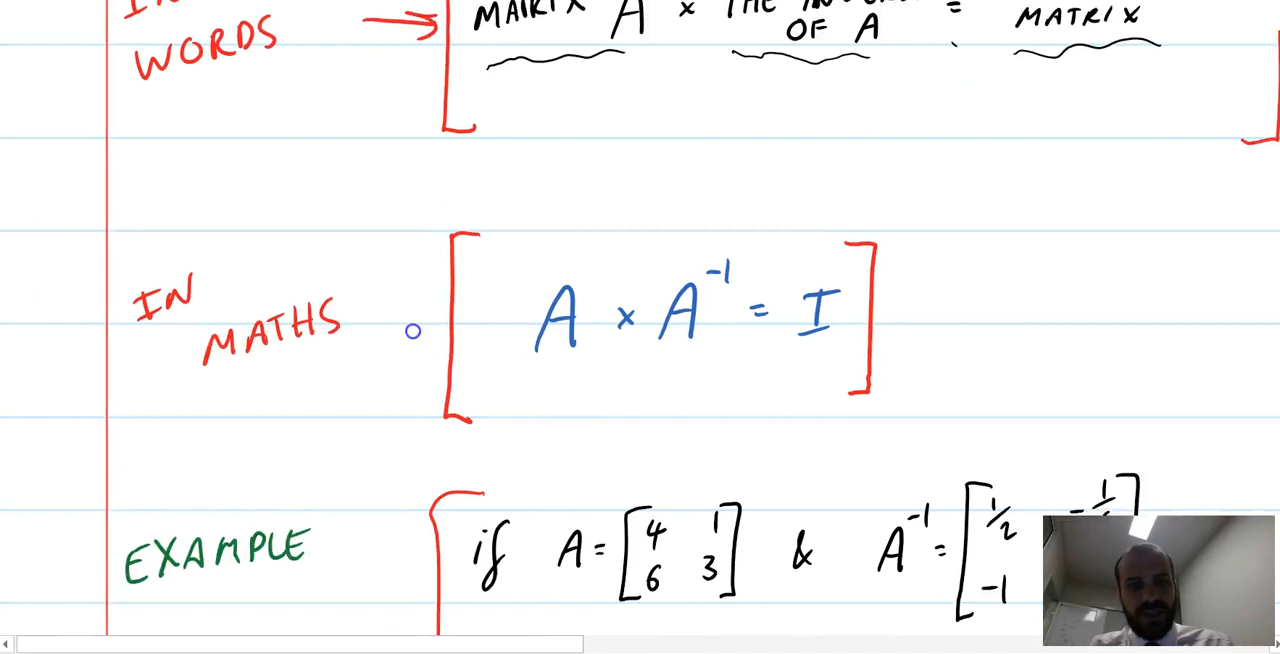 WORDS
MATRIX A × THE OF A = MATRIX
IN MATHS
A × A⁻¹ = I
EXAMPLE
if A = [4 1
6 3] & A⁻¹ = [1/2
-1